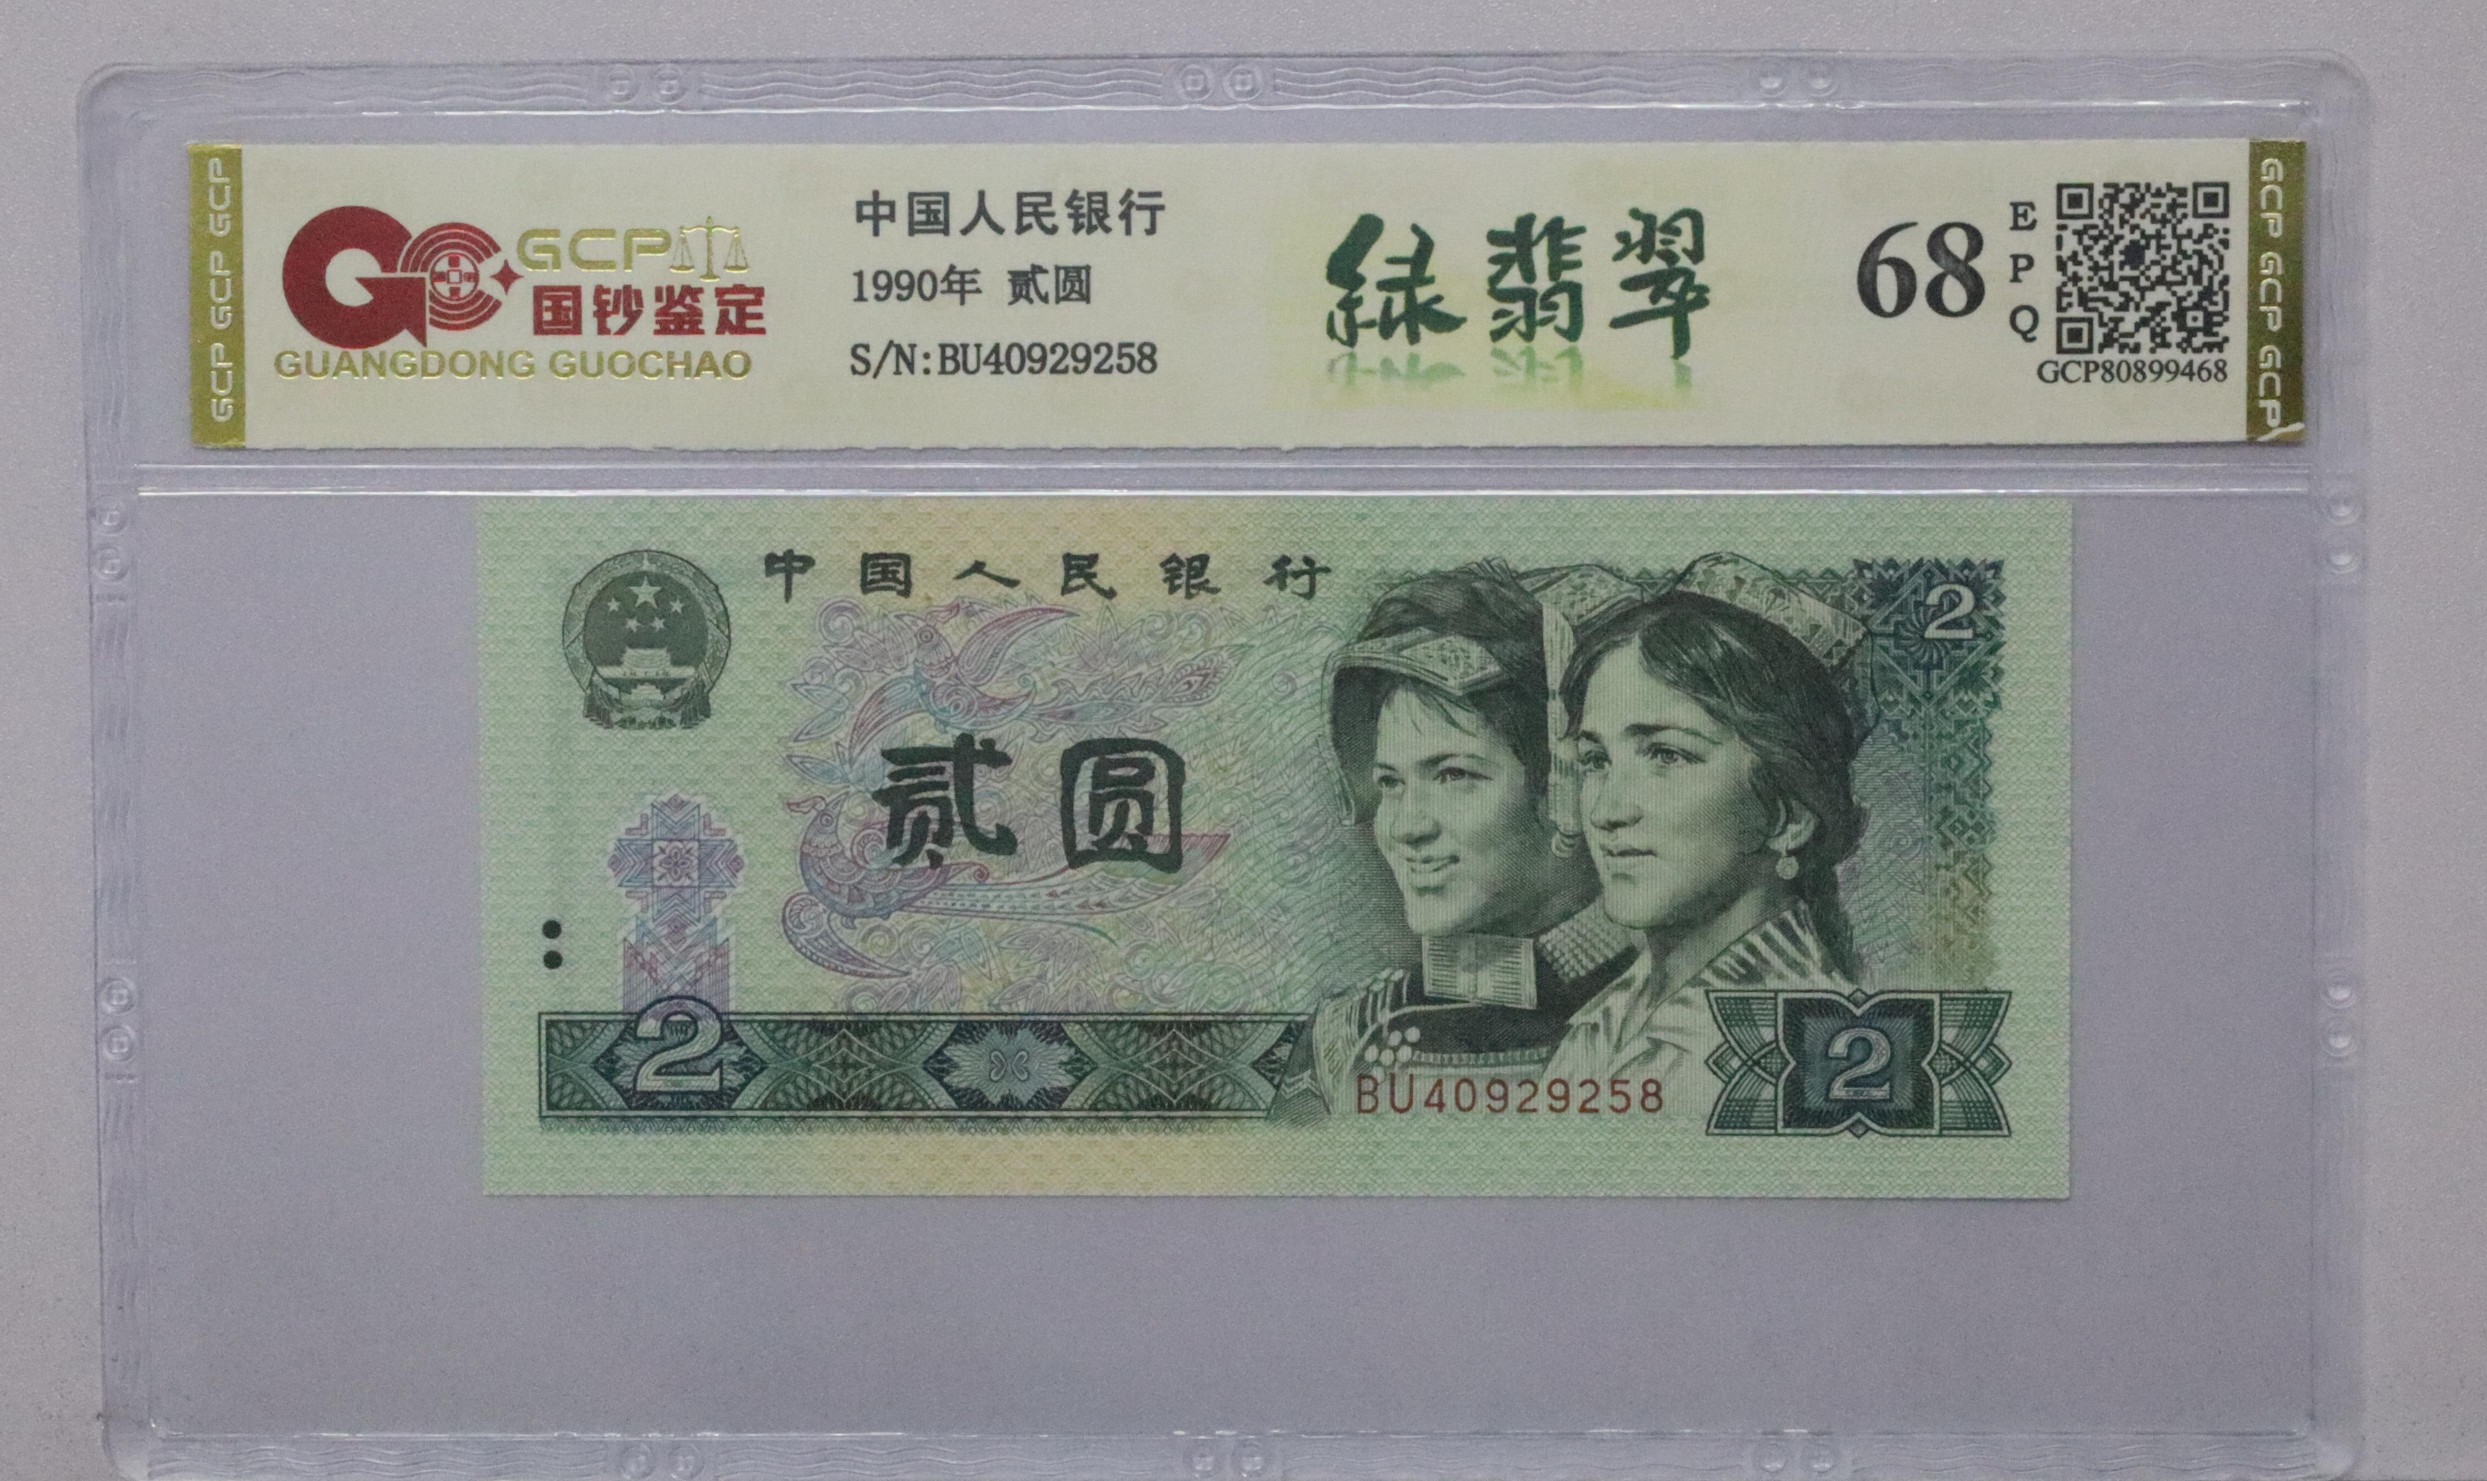 GCP GCP GCP
GCP
国钞鉴定
GUANGDONG GUOCHAO
中国人民银行
1990年 贰圆
S/N:BU40929258
绿翡翠
68
EPQ
GCP80899468
GCP GCP GCP
中国人民银行
2
贰圆
2
BU40929258
2